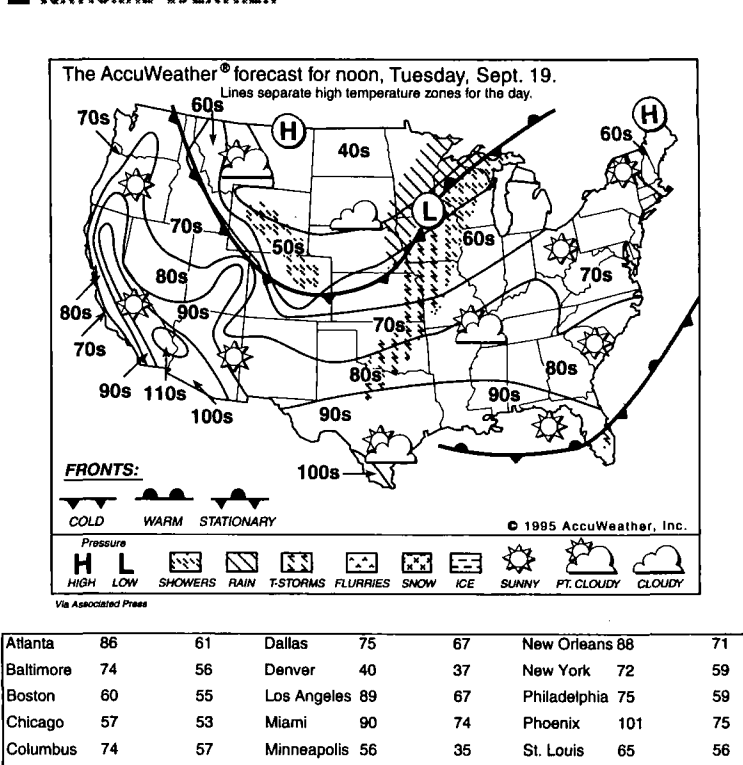 The AccuWeather® forecast for noon, Tuesday, Sept. 19.
Lines separate high temperature zones for the day.
60s
70s
H
H
60s
40s
L
70s
50s
60s
80s
70s
80s
90s
70s
70s
80s
80s
90s
110s
100s
90s
90s
100s
FRONTS:
COLD
WARM
STATIONARY
© 1995 AccuWeather, Inc.
Pressure
H L
HIGH LOW SHOWERS RAIN T-STORMS FLURRIES SNOW ICE SUNNY PT. CLOUDY CLOUDY
Via Associated Press
Atlanta 86 61 Dallas 75 67 New Orleans 88 71
Baltimore 74 56 Denver 40 37 New York 72 59
Boston 60 55 Los Angeles 89 67 Philadelphia 75 59
Chicago 57 53 Miami 90 74 Phoenix 101 75
Columbus 74 57 Minneapolis 56 35 St. Louis 65 56